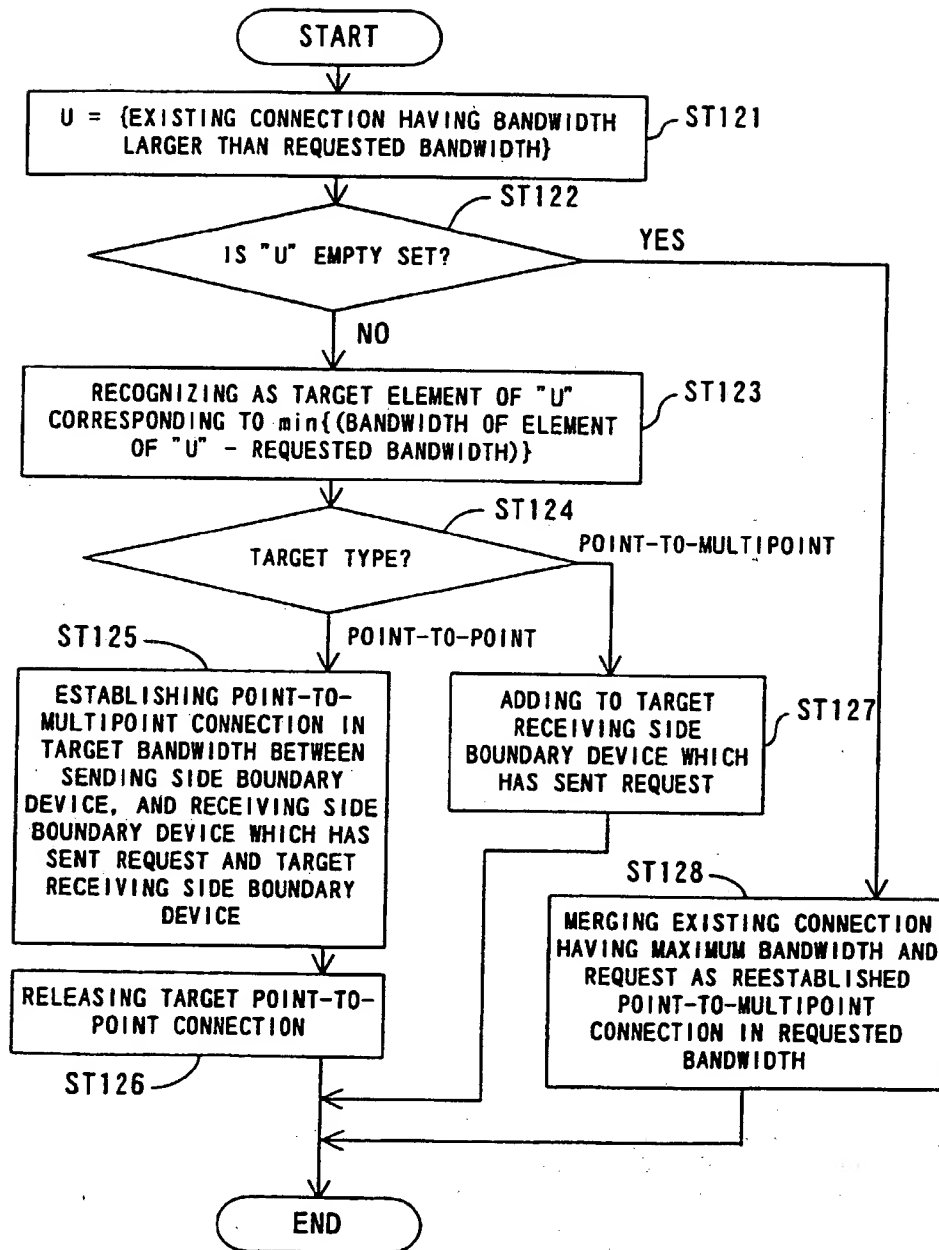 START
U = {EXISTING CONNECTION HAVING BANDWIDTH
LARGER THAN REQUESTED BANDWIDTH}
ST121
ST122
IS "U" EMPTY SET?
YES
NO
RECOGNIZING AS TARGET ELEMENT OF "U"
CORRESPONDING TO min{(BANDWIDTH OF ELEMENT
OF "U" - REQUESTED BANDWIDTH)}
ST123
ST124
TARGET TYPE?
POINT-TO-MULTIPOINT
POINT-TO-POINT
ST125
ESTABLISHING POINT-TO-
MULTIPOINT CONNECTION IN
TARGET BANDWIDTH BETWEEN
SENDING SIDE BOUNDARY
DEVICE, AND RECEIVING SIDE
BOUNDARY DEVICE WHICH HAS
SENT REQUEST AND TARGET
RECEIVING SIDE BOUNDARY
DEVICE
ADDING TO TARGET
RECEIVING SIDE
BOUNDARY DEVICE WHICH
HAS SENT REQUEST
ST127
ST128
MERGING EXISTING CONNECTION
HAVING MAXIMUM BANDWIDTH AND
REQUEST AS REESTABLISHED
POINT-TO-MULTIPOINT
CONNECTION IN REQUESTED
BANDWIDTH
RELEASING TARGET POINT-TO-
POINT CONNECTION
ST126
END